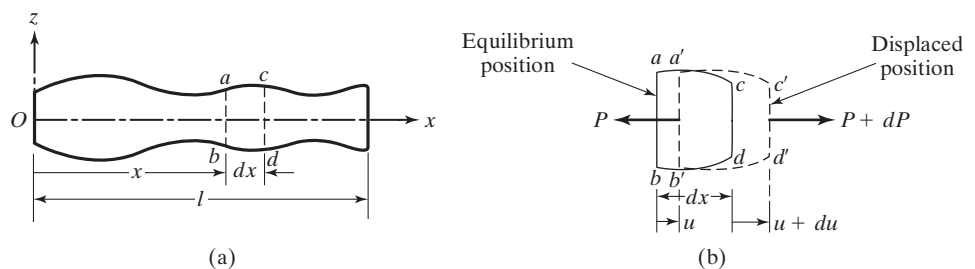 z
a
c
O
x
b
d
x
dx
l
(a)
Equilibrium
position
Displaced
position
a a′
c
c′
P
P + dP
d
d′
b b′
dx
u
u + du
(b)